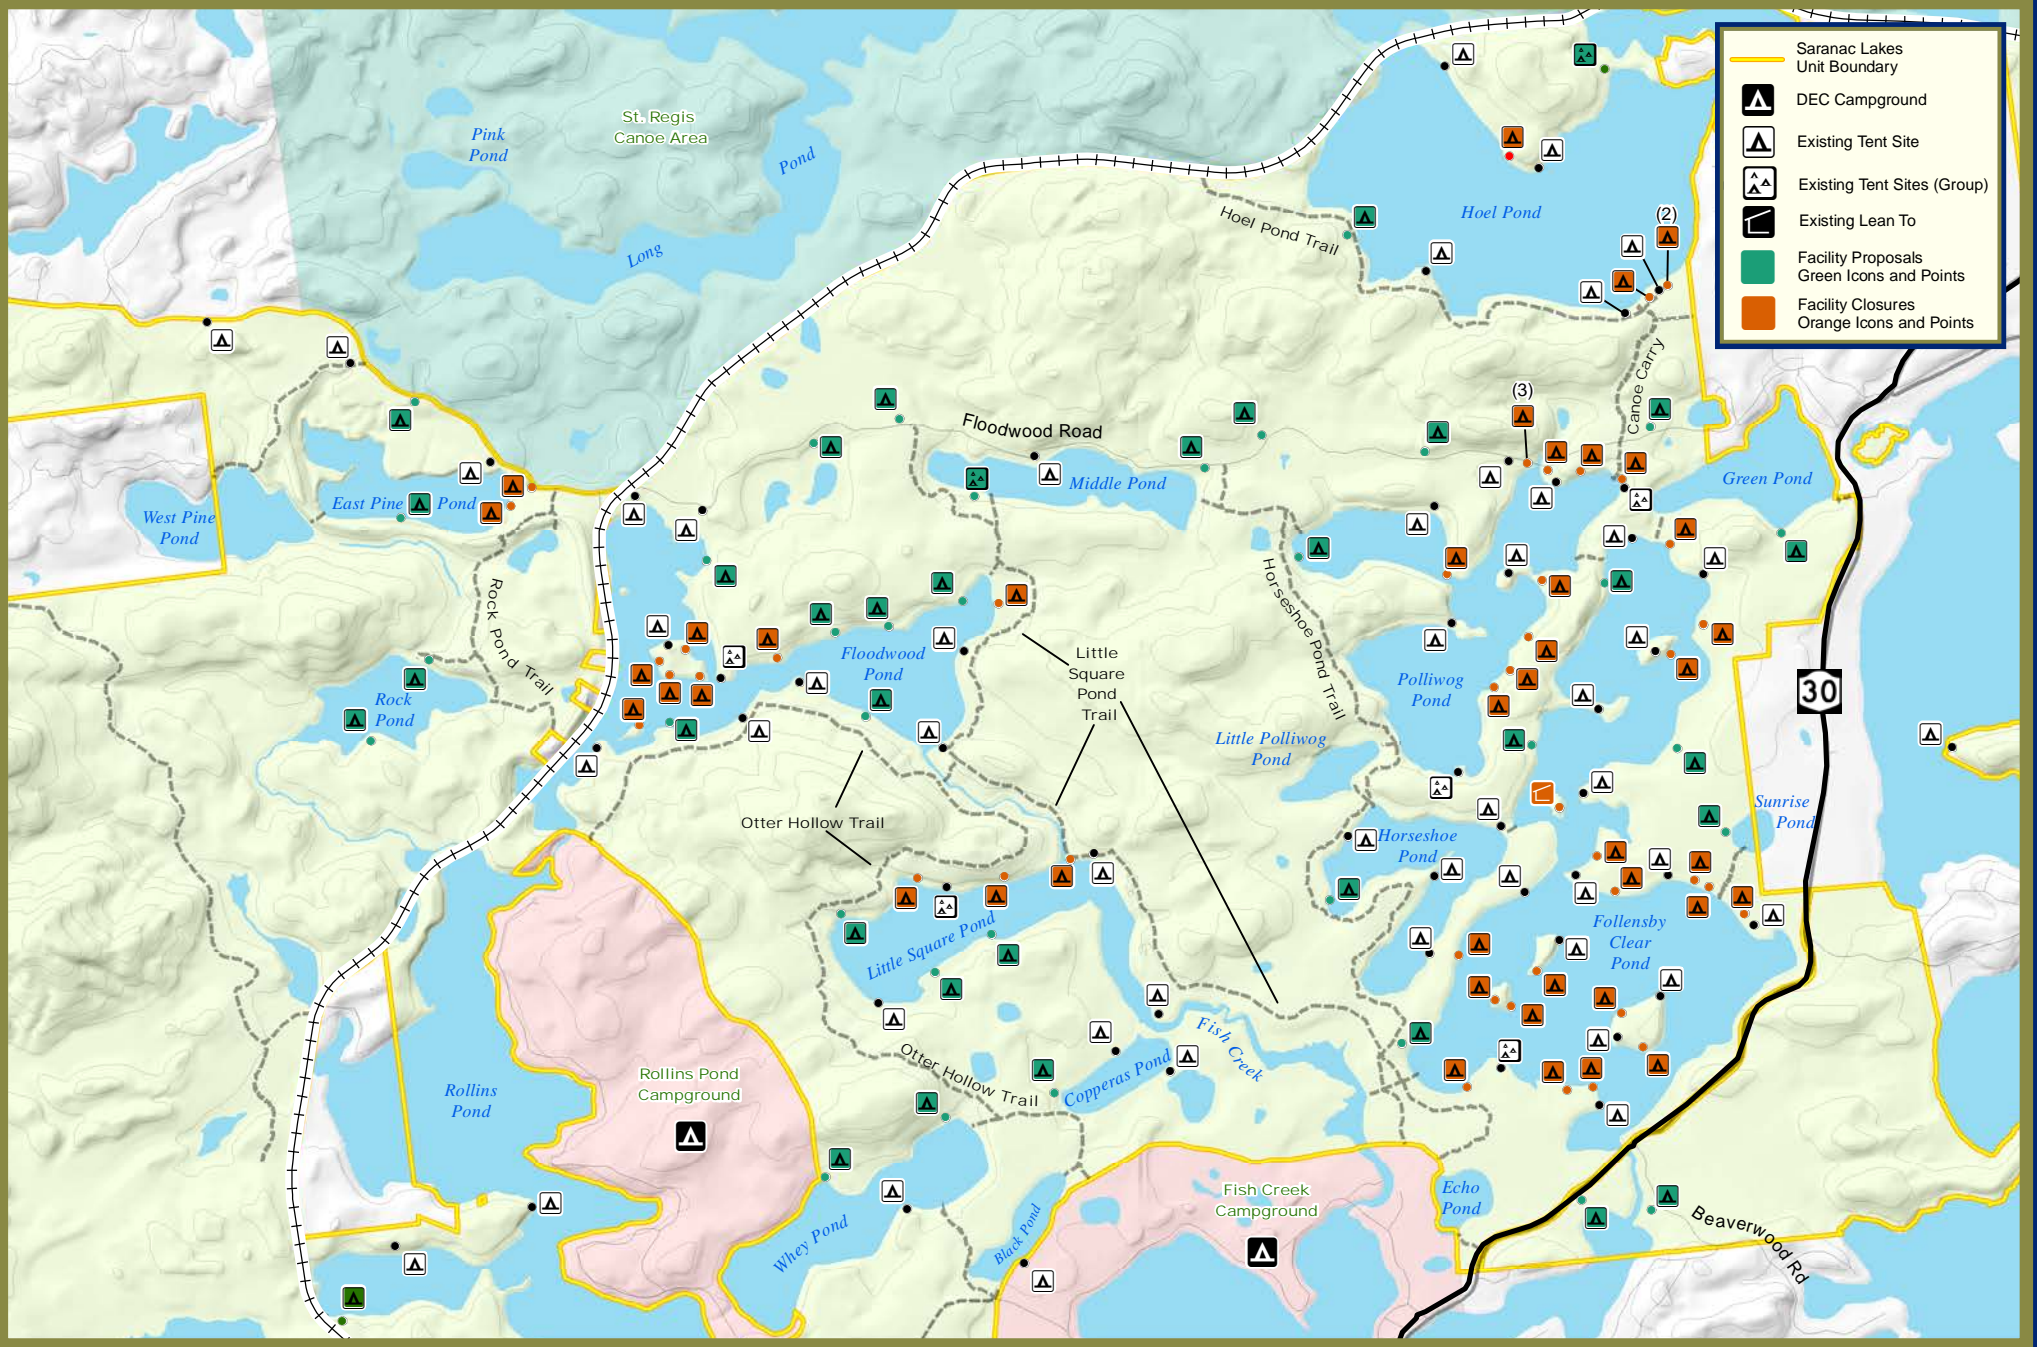 Saranac Lakes
Unit Boundary
DEC Campground
Existing Tent Site
Existing Tent Sites (Group)
Existing Lean To
Facility Proposals
Green Icons and Points
Facility Closures
Orange Icons and Points
St. Regis
Canoe Area
Pink
Pond
Long
Pond
Hoel Pond
Hoel Pond Trail
(2)
Canoe Carry
(3)
Floodwood Road
Middle Pond
Green Pond
East Pine Pond
West Pine
Pond
Rock Pond Trail
Rock
Pond
Floodwood
Pond
Little
Square
Pond
Trail
Horseshoe Pond Trail
Polliwog
Pond
Little Polliwog
Pond
30
Sunrise
Pond
Otter Hollow Trail
Horseshoe
Pond
Little Square Pond
Follensby
Clear
Pond
Fish Creek
Otter Hollow Trail
Copperas Pond
Rollins Pond
Campground
Rollins
Pond
Whey Pond
Black Pond
Fish Creek
Campground
Echo
Pond
Beaverwood Rd